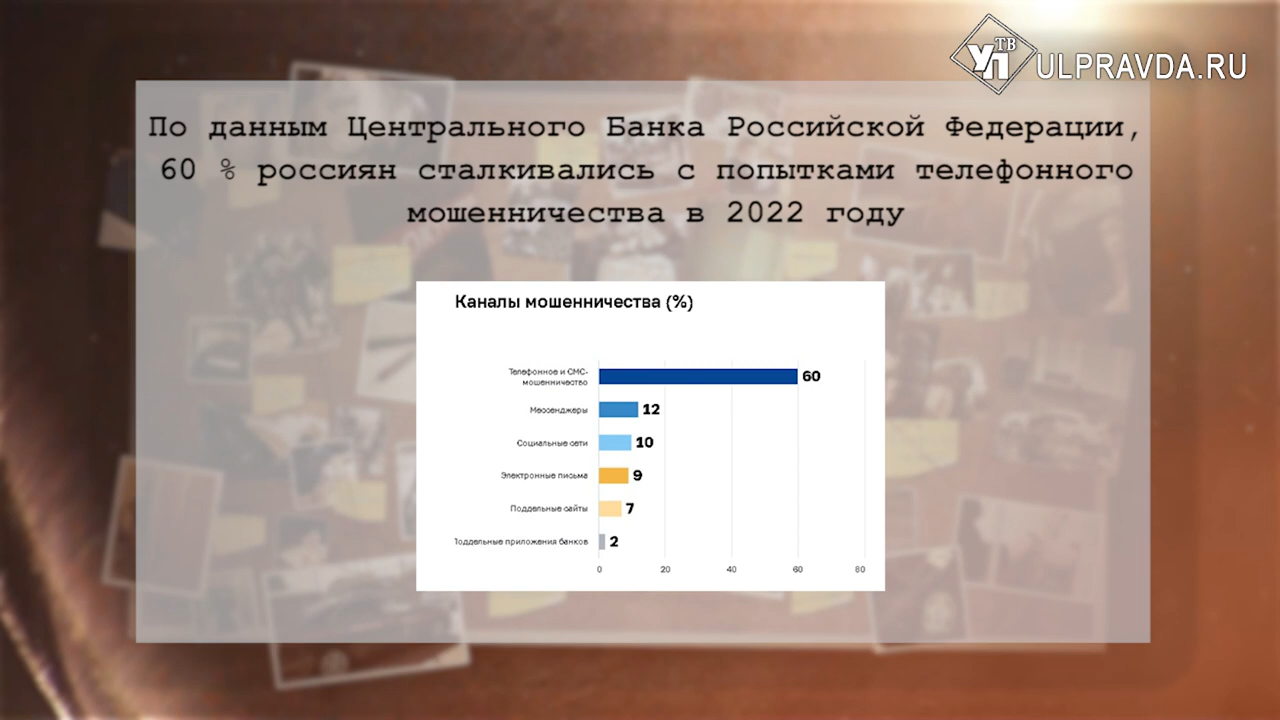 УП ТВ
ULPRAVDA.RU
По данным Центрального Банка Российской Федерации,
60 % россиян сталкивались с попытками телефонного
мошенничества в 2022 году
Каналы мошенничества (%)
Телефонное и СМС-
мошенничество
60
Мессенджеры
12
Социальные сети
10
Электронные письма
9
Поддельные сайты
7
Поддельные приложения банков
2
0 20 40 60 80